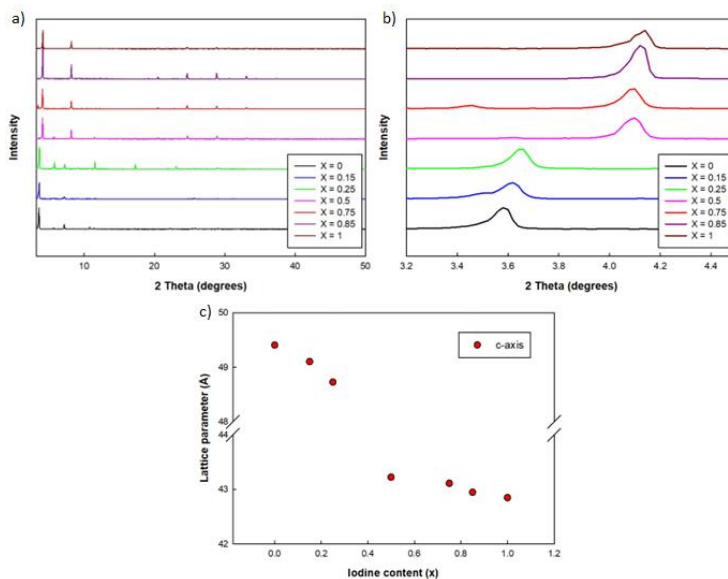 a)
Intensity
X = 0
X = 0.15
X = 0.25
X = 0.5
X = 0.75
X = 0.85
X = 1
10 20 30 40 50
2 Theta (degrees)
b)
Intensity
X = 0
X = 0.15
X = 0.25
X = 0.5
X = 0.75
X = 0.85
X = 1
3.2 3.4 3.6 3.8 4.0 4.2 4.4
2 Theta (degrees)
c)
Lattice parameter (Å)
50
49
48
44
43
42
c-axis
0.0 0.2 0.4 0.6 0.8 1.0 1.2
Iodine content (x)